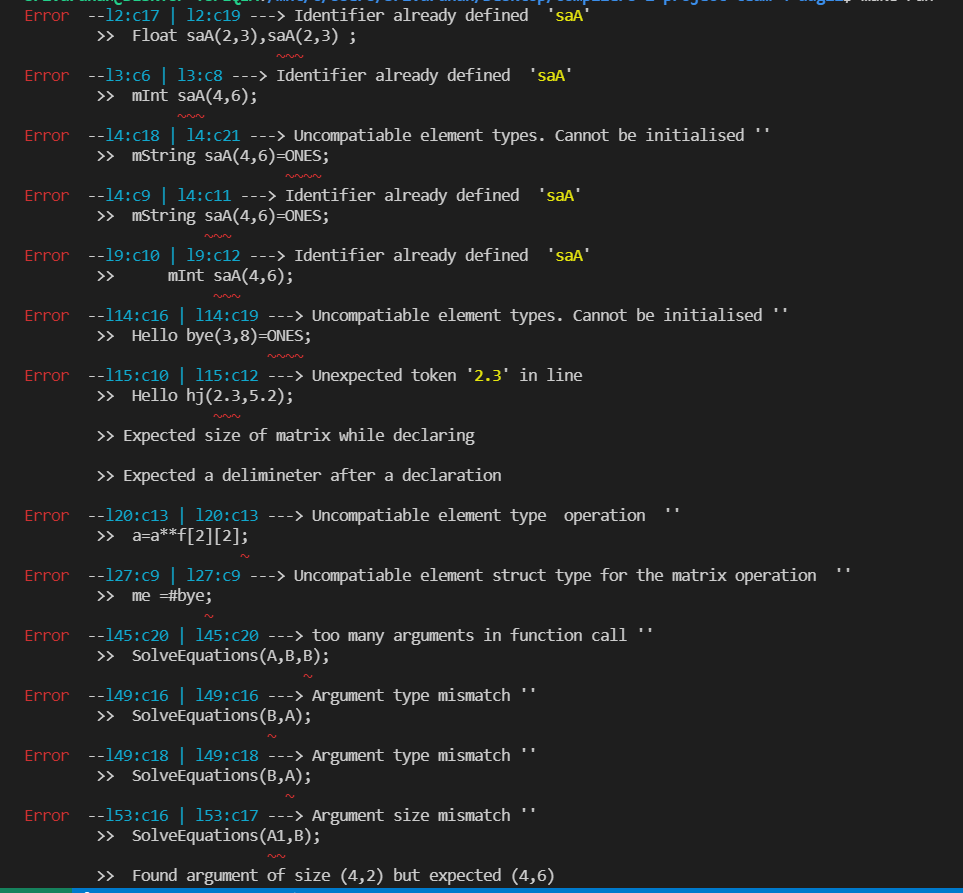 Error --l2:c17 | l2:c19 ---> Identifier already defined 'saA'
>> Float saA(2,3),saA(2,3) ;
~~~
Error --l3:c6 | l3:c8 ---> Identifier already defined 'saA'
>> mInt saA(4,6);
~~~
Error --l4:c18 | l4:c21 ---> Uncompatiable element types. Cannot be initialised ''
>> mString saA(4,6)=ONES;
~~~~
Error --l4:c9 | l4:c11 ---> Identifier already defined 'saA'
>> mString saA(4,6)=ONES;
~~~
Error --l9:c10 | l9:c12 ---> Identifier already defined 'saA'
>> mInt saA(4,6);
~~~
Error --l14:c16 | l14:c19 ---> Uncompatiable element types. Cannot be initialised ''
>> Hello bye(3,8)=ONES;
~~~~
Error --l15:c10 | l15:c12 ---> Unexpected token '2.3' in line
>> Hello hj(2.3,5.2);
~~~
>> Expected size of matrix while declaring
>> Expected a delimineter after a declaration
Error --l20:c13 | l20:c13 ---> Uncompatiable element type operation ''
>> a=a**f[2][2];
~
Error --l27:c9 | l27:c9 ---> Uncompatiable element struct type for the matrix operation ''
>> me =#bye;
~
Error --l45:c20 | l45:c20 ---> too many arguments in function call ''
>> SolveEquations(A,B,B);
~
Error --l49:c16 | l49:c16 ---> Argument type mismatch ''
>> SolveEquations(B,A);
~
Error --l49:c18 | l49:c18 ---> Argument type mismatch ''
>> SolveEquations(B,A);
~
Error --l53:c16 | l53:c17 ---> Argument size mismatch ''
>> SolveEquations(A1,B);
~~
>> Found argument of size (4,2) but expected (4,6)